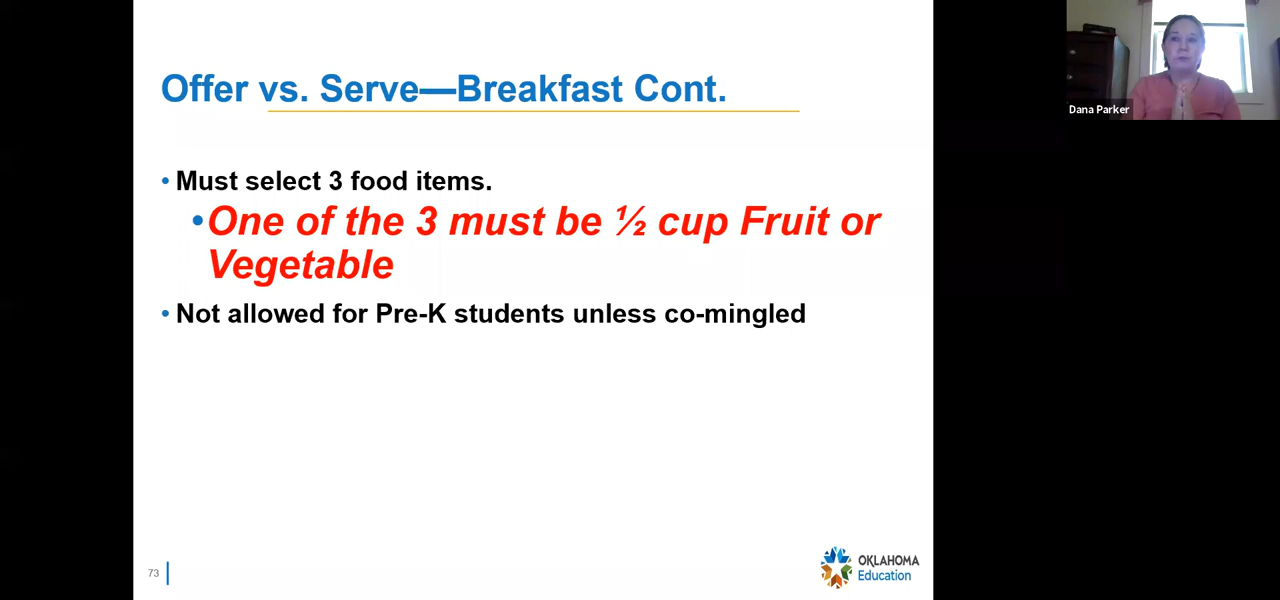 Offer vs. Serve—Breakfast Cont.
Dana Parker
• Must select 3 food items.
• One of the 3 must be ½ cup Fruit or
Vegetable
• Not allowed for Pre-K students unless co-mingled
73
OKLAHOMA
Education